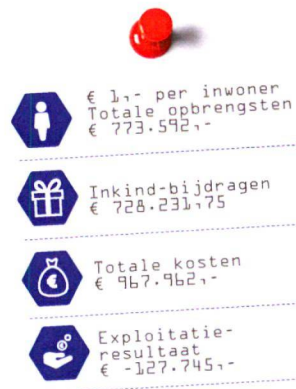 € 1,- per inwoner
Totale opbrengsten
€ 773.592,-
Inkind-bijdragen
€ 728.231,75
Totale kosten
€ 967.962,-
Exploitatie-
resultaat
€ -127.745,-